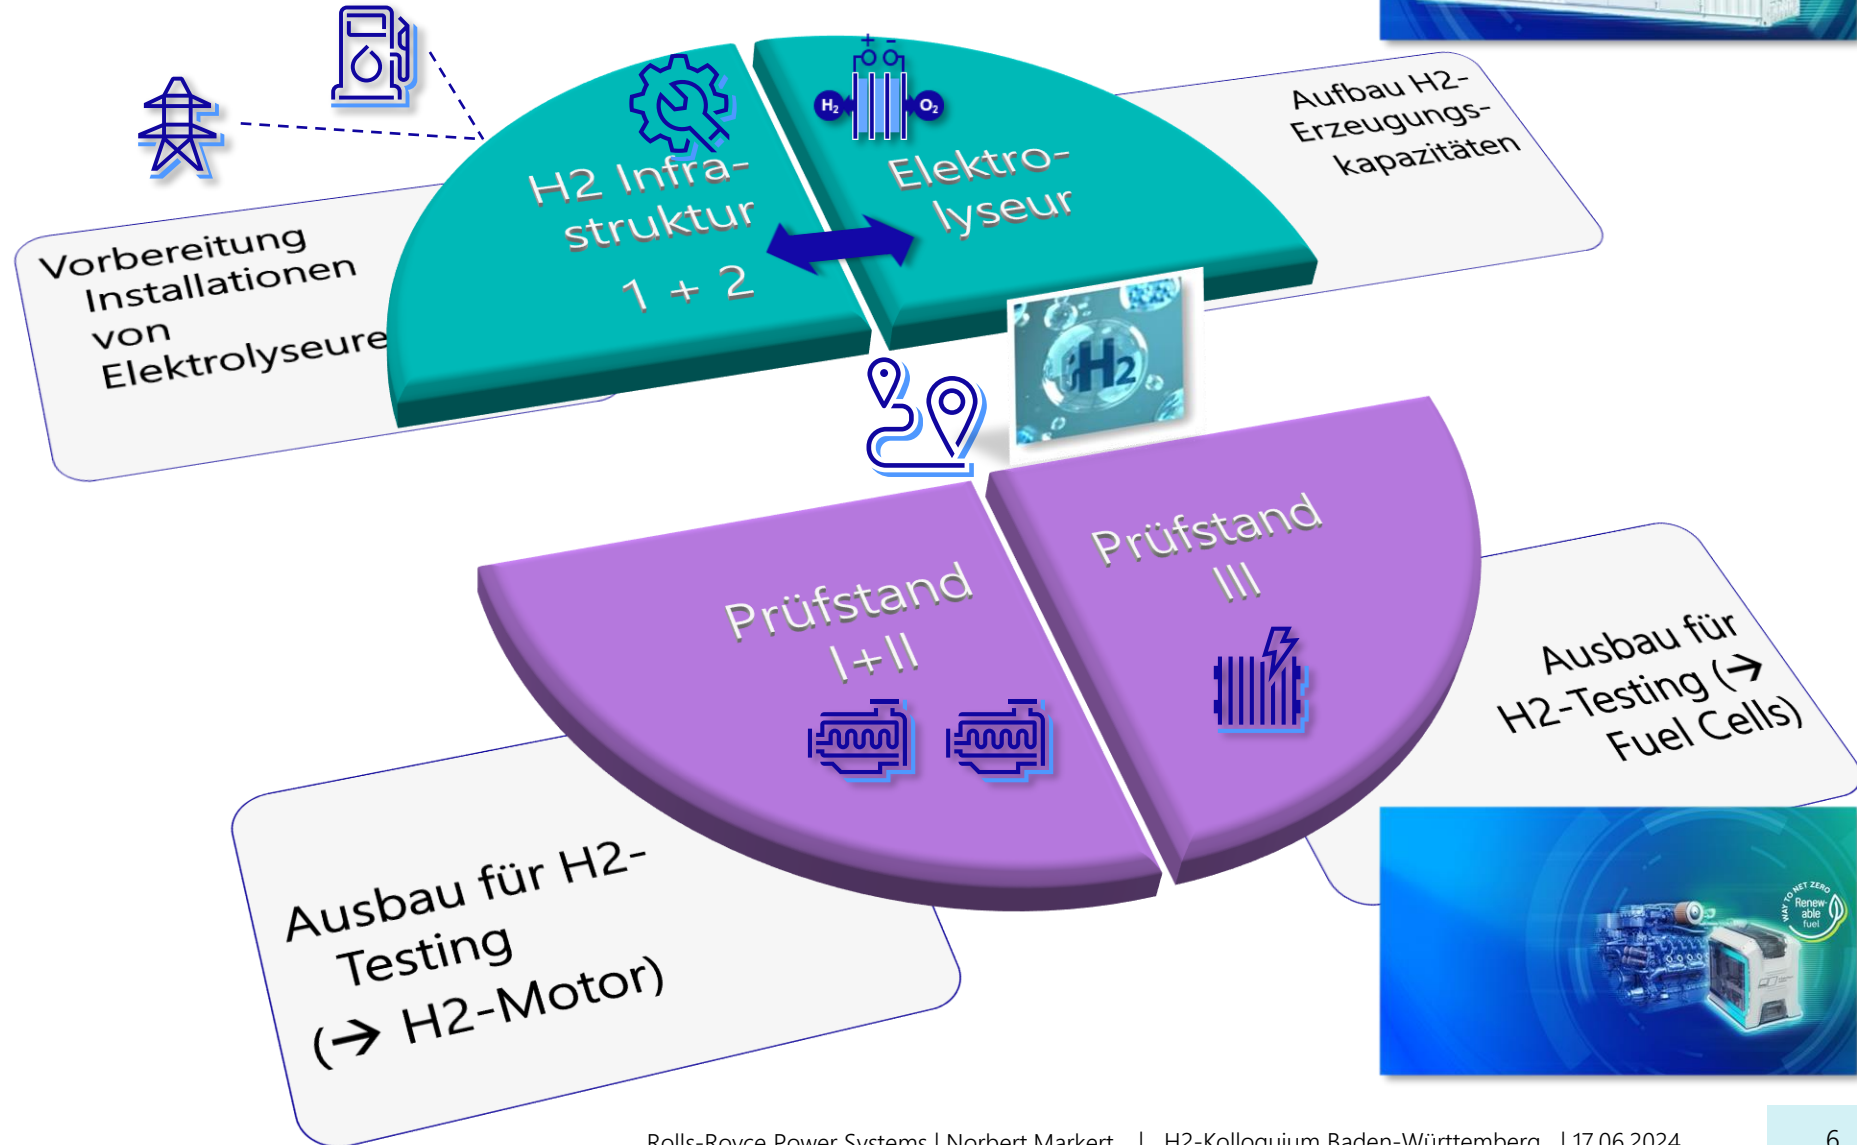 + -
H₂ O₂
Aufbau H2-
Erzeugungs-
kapazitäten
H2 Infra-
struktur
1 + 2
Elektro-
lyseur
Vorbereitung
Installationen
von
Elektrolyseure
H₂
Prüfstand
I+II
Prüfstand
III
Ausbau für
H2-Testing (→
Fuel Cells)
Ausbau für H2-
Testing
(→ H2-Motor)
WAY TO NET ZERO
Renew-
able
fuel
Rolls-Royce Power Systems | Norbert Markert | H2-Kolloquium Baden-Württemberg | 17.06.2024
6